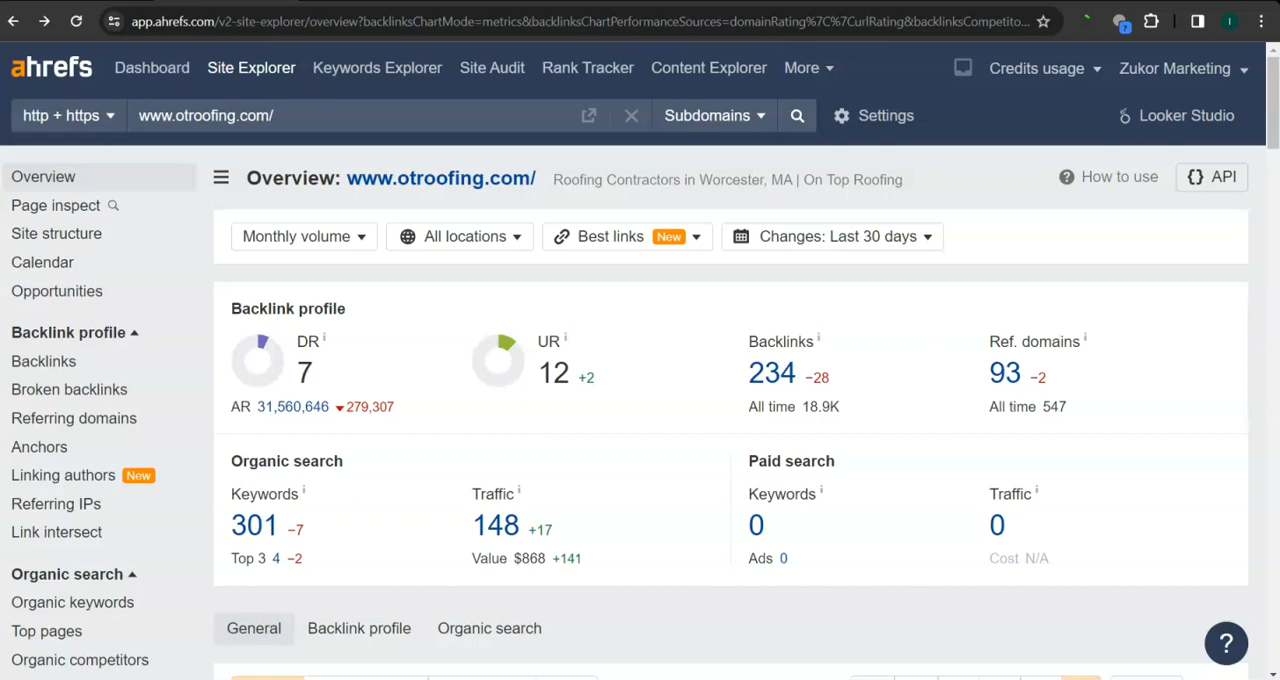 app.ahrefs.com/v2-site-explorer/overview?backlinksChartMode=metrics&backlinksChartPerformanceSources=domainRating%7C%7CurlRating&backlinksCompetito...
ahrefs Dashboard Site Explorer Keywords Explorer Site Audit Rank Tracker Content Explorer More Credits usage Zukor Marketing
http + https www.otroofing.com/ Subdomains Settings Looker Studio
Overview
Page inspect
Site structure
Calendar
Opportunities
Backlink profile
Backlinks
Broken backlinks
Referring domains
Anchors
Linking authors New
Referring IPs
Link intersect
Organic search
Organic keywords
Top pages
Organic competitors
Overview: www.otroofing.com/ Roofing Contractors in Worcester, MA | On Top Roofing ? How to use {} API
Monthly volume All locations Best links New Changes: Last 30 days
Backlink profile
DR i UR i Backlinks i Ref. domains i
7 12 +2 234 −28 93 −2
AR 31,560,646 279,307 All time 18.9K All time 547
Organic search Paid search
Keywords i Traffic i Keywords i Traffic i
301 −7 148 +17 0 0
Top 3 4 −2 Value $868 +141 Ads 0 Cost N/A
General Backlink profile Organic search
?